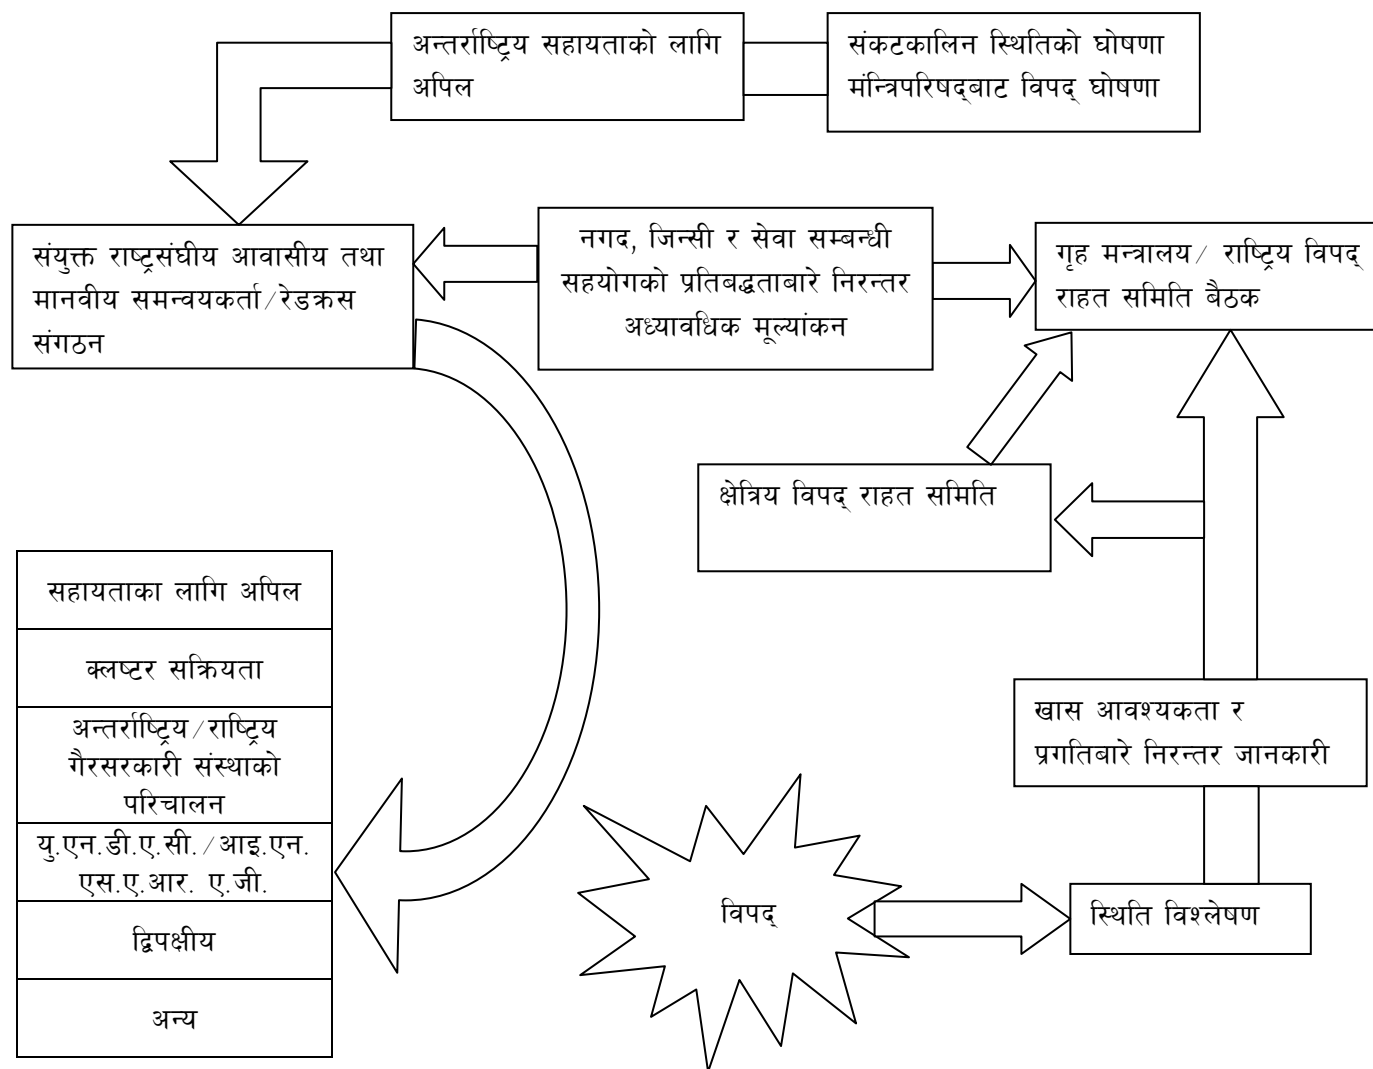 अन्तर्राष्ट्रिय सहायताको लागि
अपिल
संकटकालिन स्थितिको घोषणा
मंन्त्रिपरिषद्‌बाट विपद् घोषणा
संयुक्त राष्ट्रसंघीय आवासीय तथा
मानवीय समन्वयकर्ता/रेडक्रस
संगठन
नगद, जिन्सी र सेवा सम्बन्धी
सहयोगको प्रतिबद्धताबारे निरन्तर
अध्यावधिक मूल्यांकन
गृह मन्त्रालय/ राष्ट्रिय विपद्
राहत समिति बैठक
क्षेत्रिय विपद् राहत समिति
सहायताका लागि अपिल
क्लष्टर सक्रियता
अन्तर्राष्ट्रिय/राष्ट्रिय
गैरसरकारी संस्थाको
परिचालन
यु.एन.डी.ए.सी./आइ.एन.
एस.ए.आर. ए.जी.
द्विपक्षीय
अन्य
खास आवश्यकता र
प्रगतिबारे निरन्तर जानकारी
विपद्
स्थिति विश्लेषण